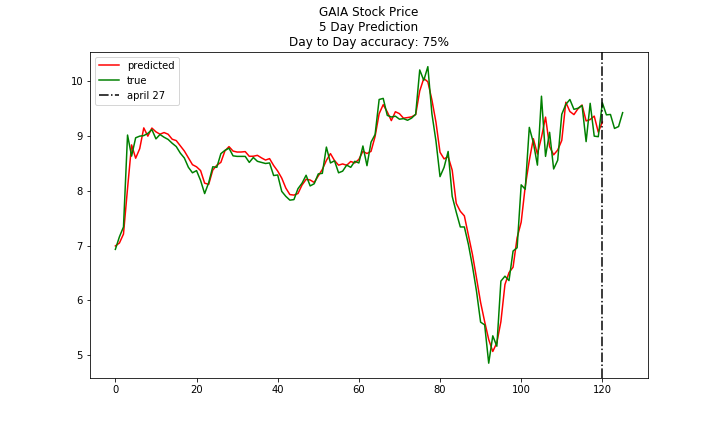 GAIA Stock Price
5 Day Prediction
Day to Day accuracy: 75%
predicted
true
april 27
10
9
8
7
6
5
0
20
40
60
80
100
120